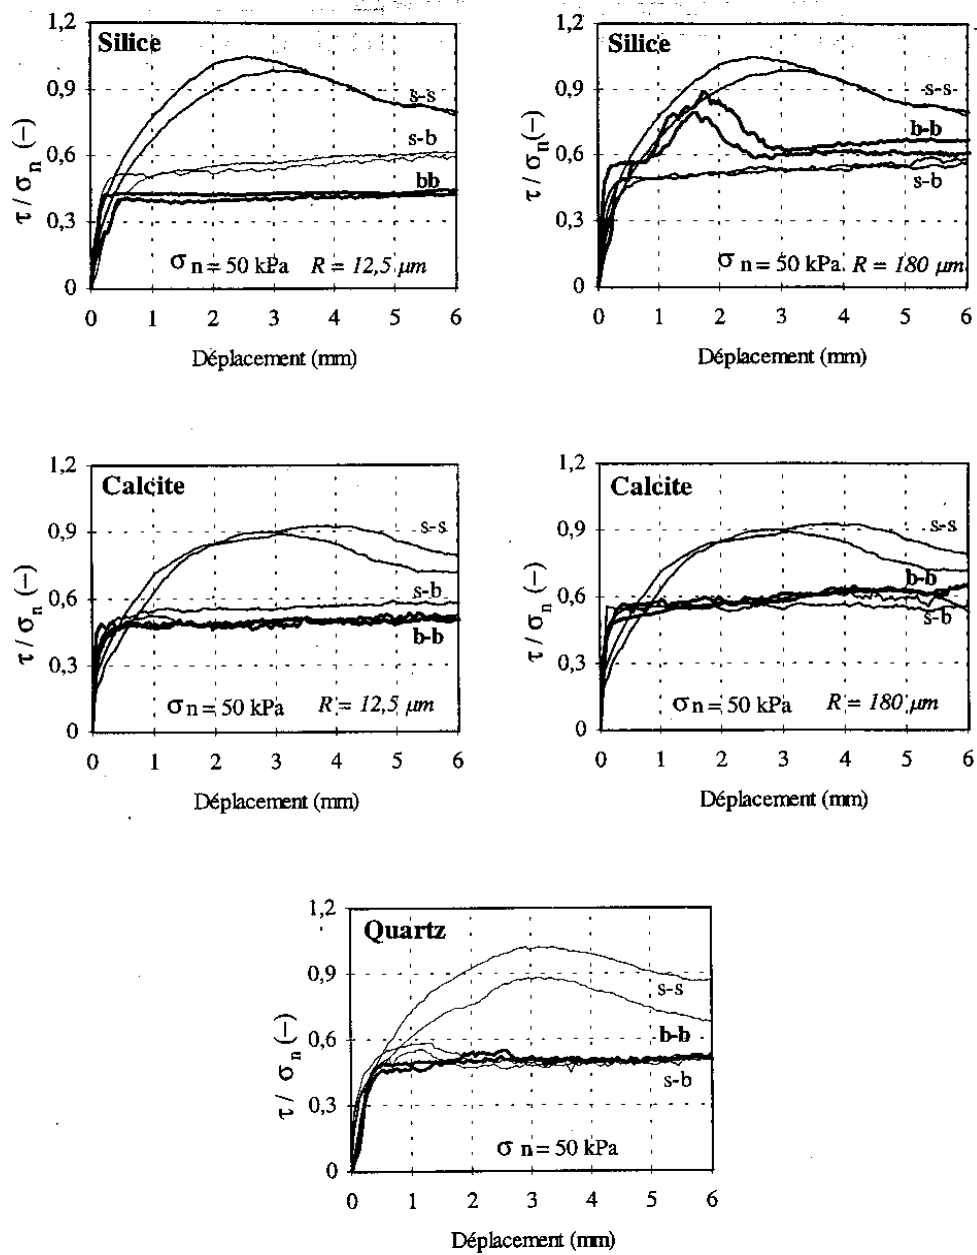 1,2
Silice
0,9
s-s
τ / σn (–)
s-b
0,6
bb
0,3
σn = 50 kPa R = 12,5 μm
0
0 1 2 3 4 5 6
Déplacement (mm)
1,2
Silice
0,9
s-s
b-b
τ / σn (–)
0,6
s-b
0,3
σn = 50 kPa. R = 180 μm
0
0 1 2 3 4 5 6
Déplacement (mm)
1,2
Calcite
0,9
s-s
τ / σn (–)
0,6
s-b
b-b
0,3
σn = 50 kPa R = 12,5 μm
0
0 1 2 3 4 5 6
Déplacement (mm)
1,2
Calcite
0,9
s-s
b-b
τ / σn (–)
0,6
s-b
0,3
σn = 50 kPa R = 180 μm
0
0 1 2 3 4 5 6
Déplacement (mm)
1,2
Quartz
0,9
s-s
τ / σn (–)
0,6
b-b
s-b
0,3
σ n = 50 kPa
0
0 1 2 3 4 5 6
Déplacement (mm)